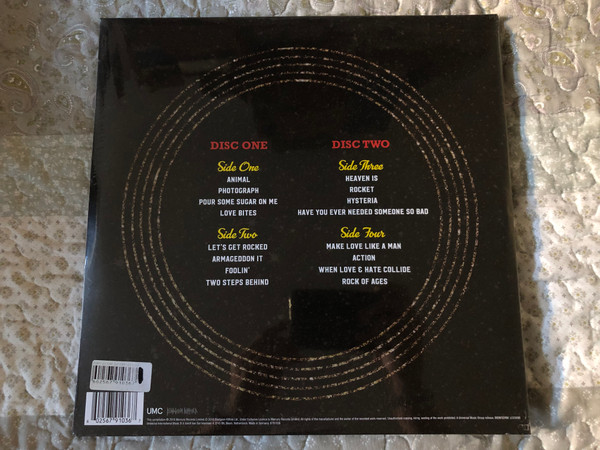 DISC ONE
Side One
ANIMAL
PHOTOGRAPH
POUR SOME SUGAR ON ME
LOVE BITES
Side Two
LET'S GET ROCKED
ARMAGEDDON IT
FOOLIN'
TWO STEPS BEHIND
DISC TWO
Side Three
HEAVEN IS
ROCKET
HYSTERIA
HAVE YOU EVER NEEDED SOMEONE SO BAD
Side Four
MAKE LOVE LIKE A MAN
ACTION
WHEN LOVE & HATE COLLIDE
ROCK OF AGES
UMC